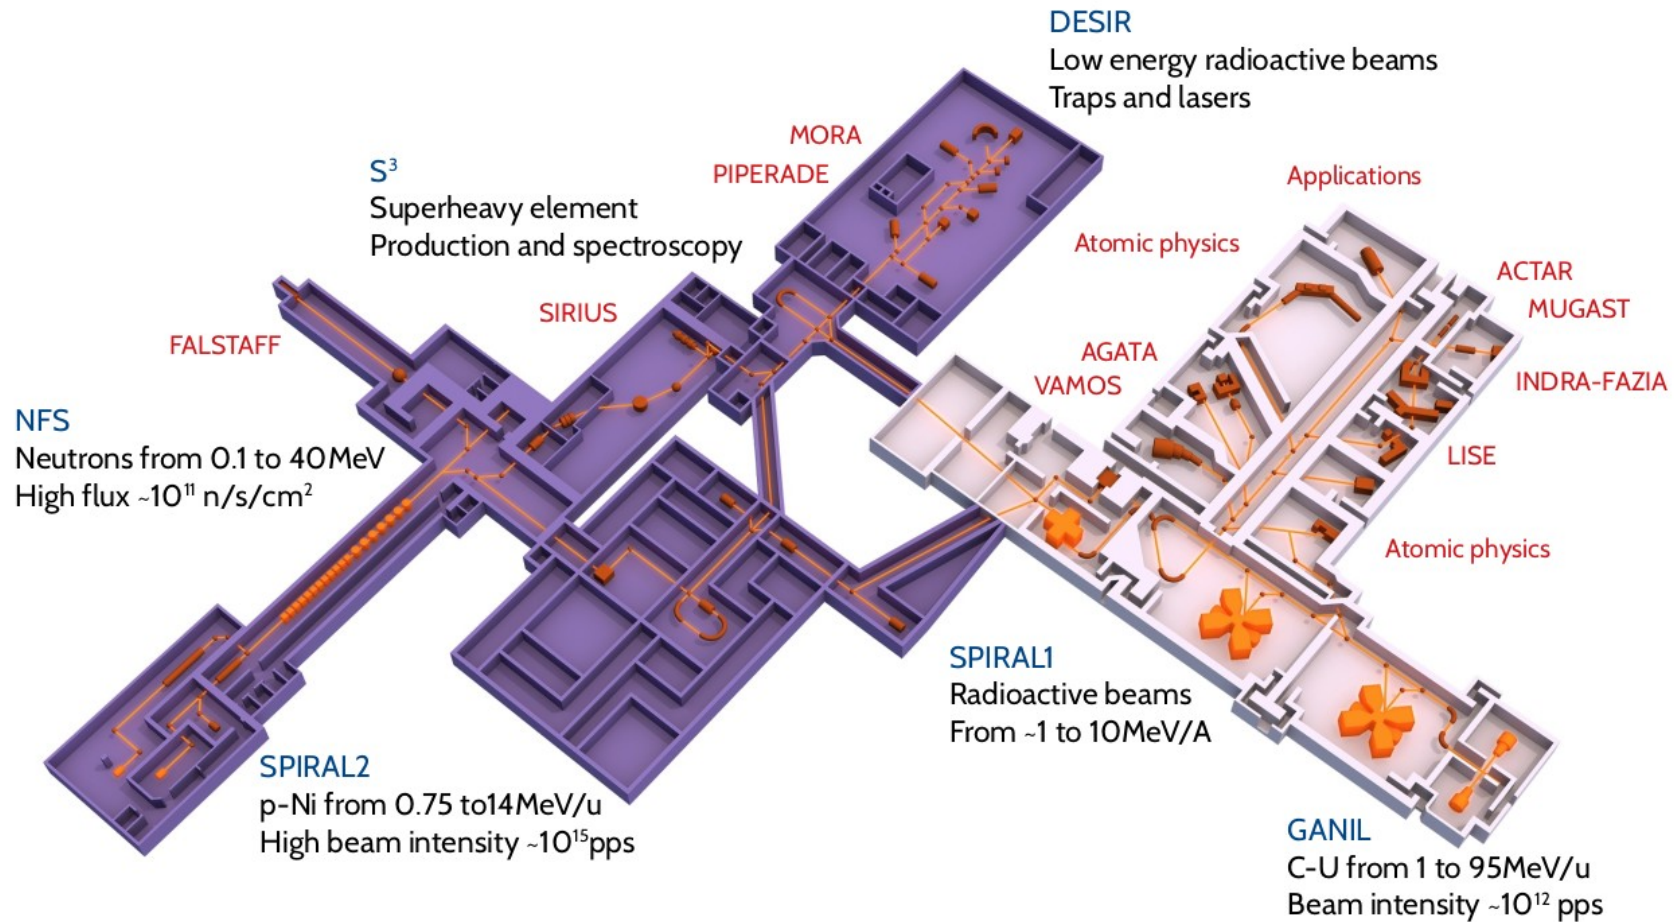 DESIR
Low energy radioactive beams
Traps and lasers
MORA
PIPERADE
S³
Superheavy element
Production and spectroscopy
Applications
Atomic physics
ACTAR
MUGAST
SIRIUS
FALSTAFF
AGATA
VAMOS
INDRA-FAZIA
NFS
Neutrons from 0.1 to 40MeV
High flux ~10¹¹ n/s/cm²
LISE
Atomic physics
SPIRAL1
Radioactive beams
From ~1 to 10MeV/A
SPIRAL2
p-Ni from 0.75 to14MeV/u
High beam intensity ~10¹⁵pps
GANIL
C-U from 1 to 95MeV/u
Beam intensity ~10¹² pps